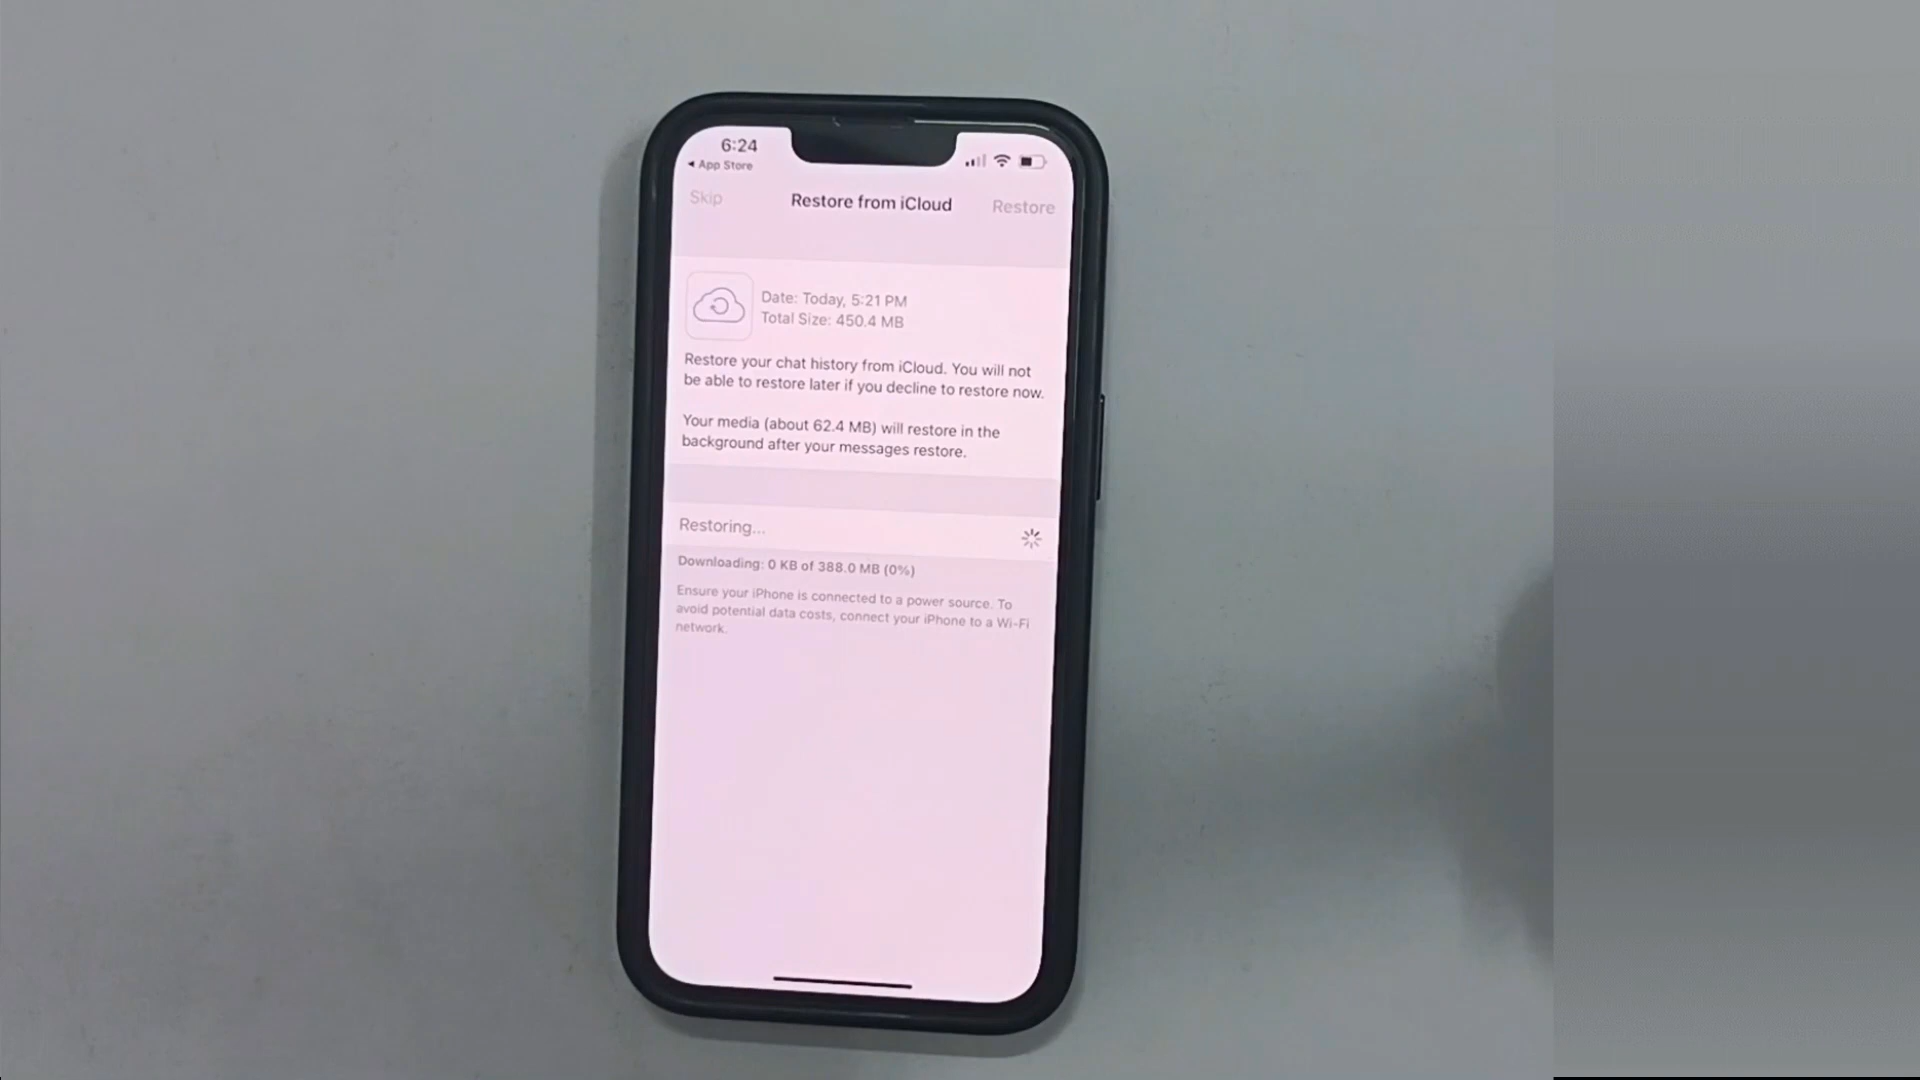 6:24
◂ App Store
Skip
Restore from iCloud
Restore
Date: Today, 5:21 PM
Total Size: 450.4 MB
Restore your chat history from iCloud. You will not
be able to restore later if you decline to restore now.
Your media (about 62.4 MB) will restore in the
background after your messages restore.
Restoring...
Downloading: 0 KB of 388.0 MB (0%)
Ensure your iPhone is connected to a power source. To
avoid potential data costs, connect your iPhone to a Wi-Fi
network.